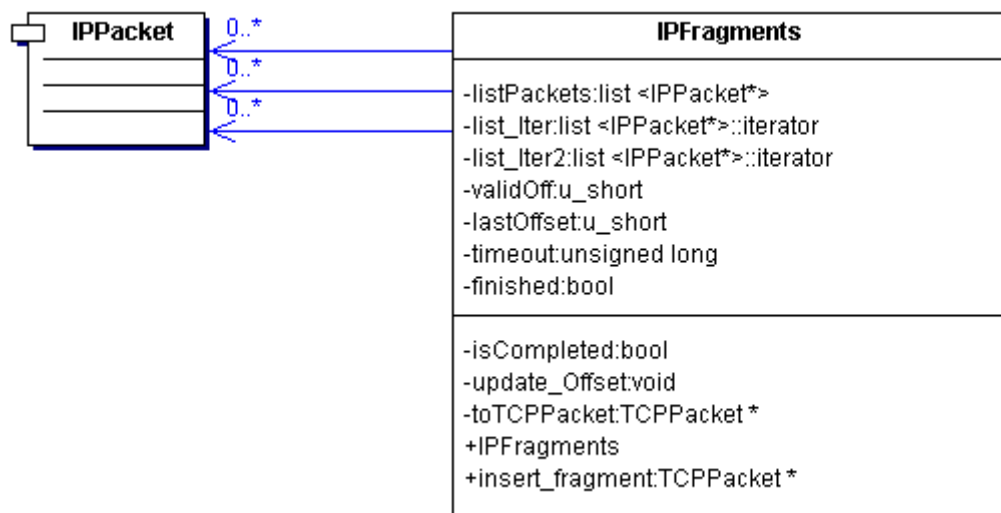 IPPacket
0..*
0..*
0..*
IPFragments
-listPackets:list <IPPacket*>
-list_Iter:list <IPPacket*>::iterator
-list_Iter2:list <IPPacket*>::iterator
-validOff:u_short
-lastOffset:u_short
-timeout:unsigned long
-finished:bool
-isCompleted:bool
-update_Offset:void
-toTCPPacket:TCPPacket *
+IPFragments
+insert_fragment:TCPPacket *